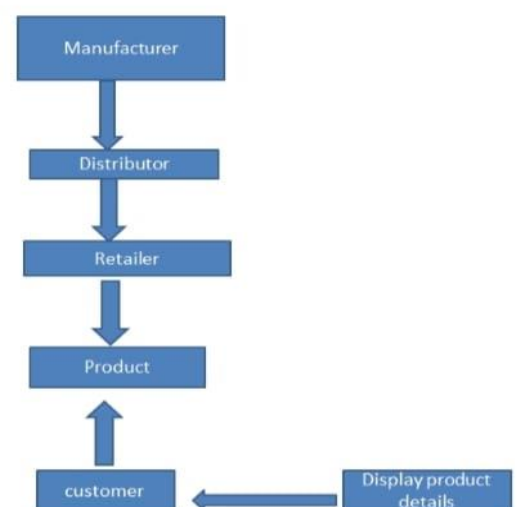 Manufacturer
Distributor
Retailer
Product
customer
Display product
details